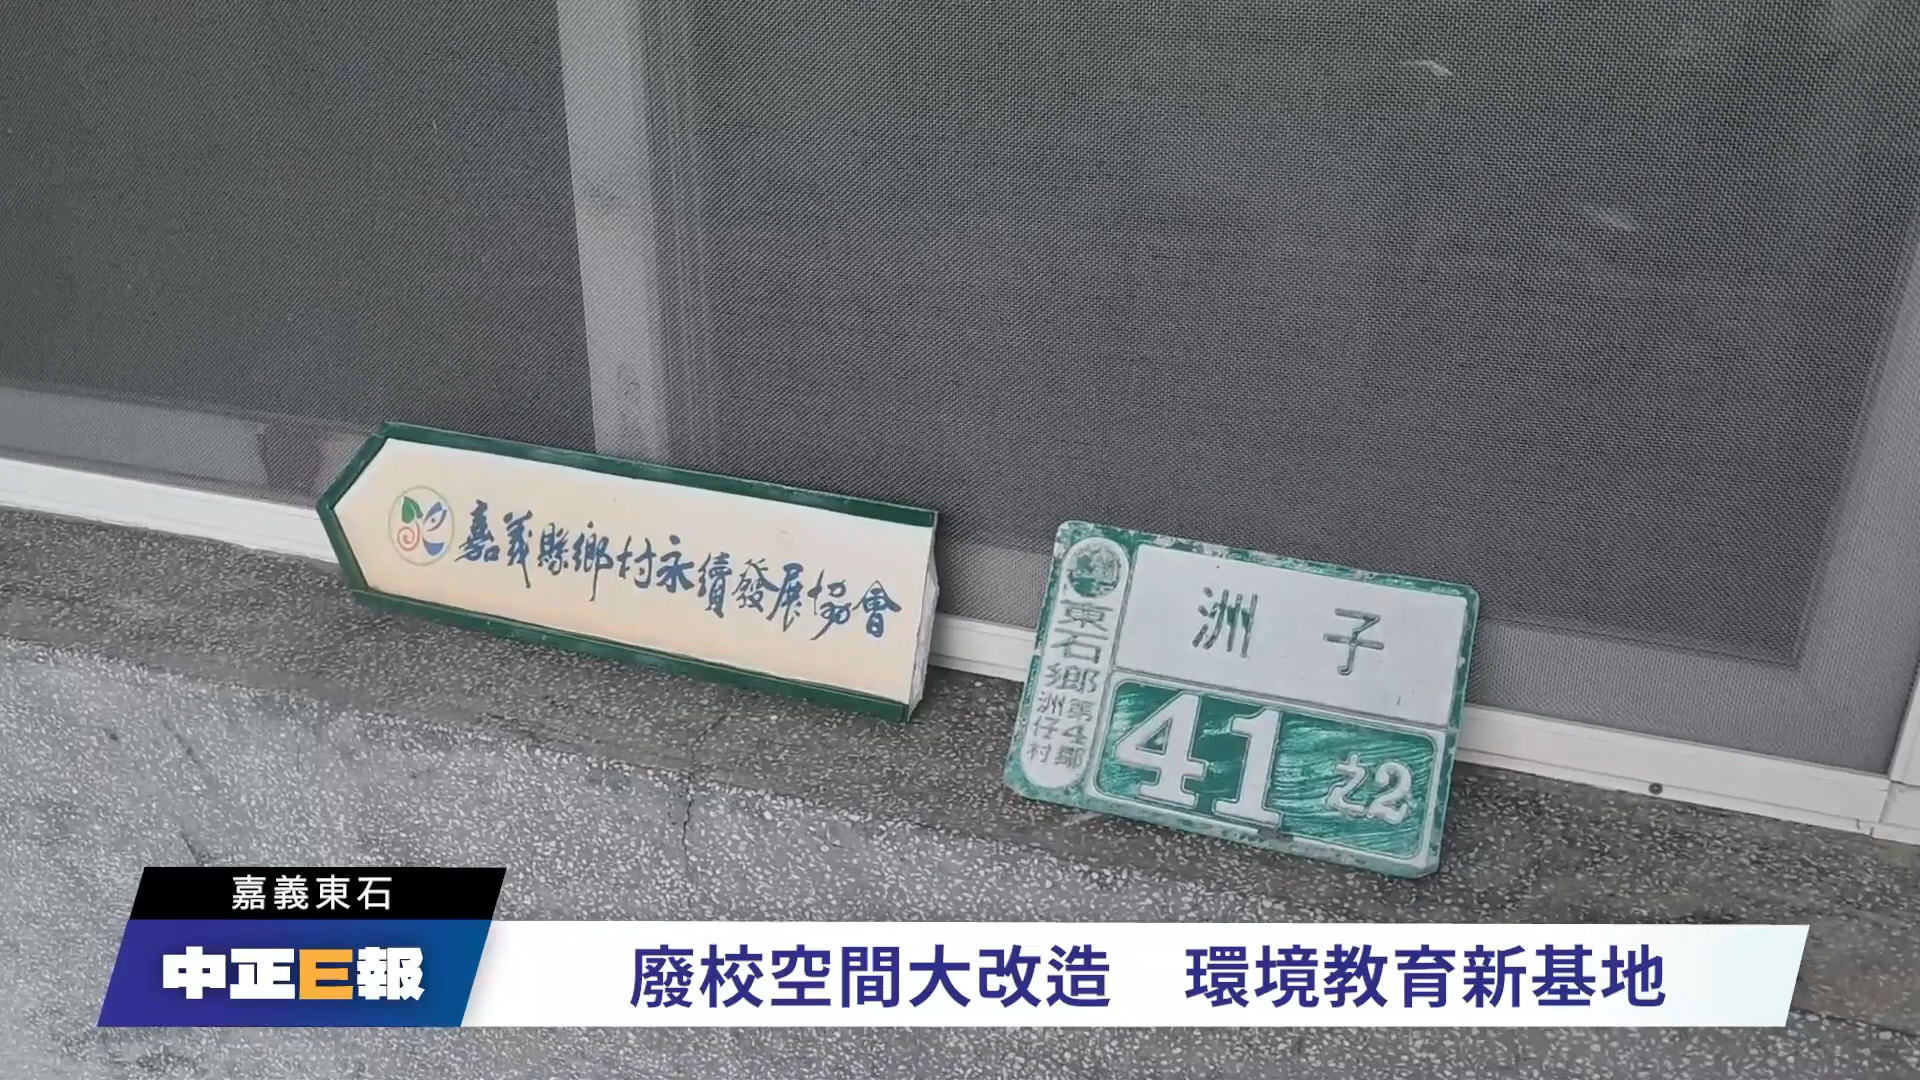 嘉義縣鄉村永續發展協會
洲子
東石鄉
洲仔村
第4鄰
41之2
嘉義東石
中正E報
廢校空間大改造 環境教育新基地